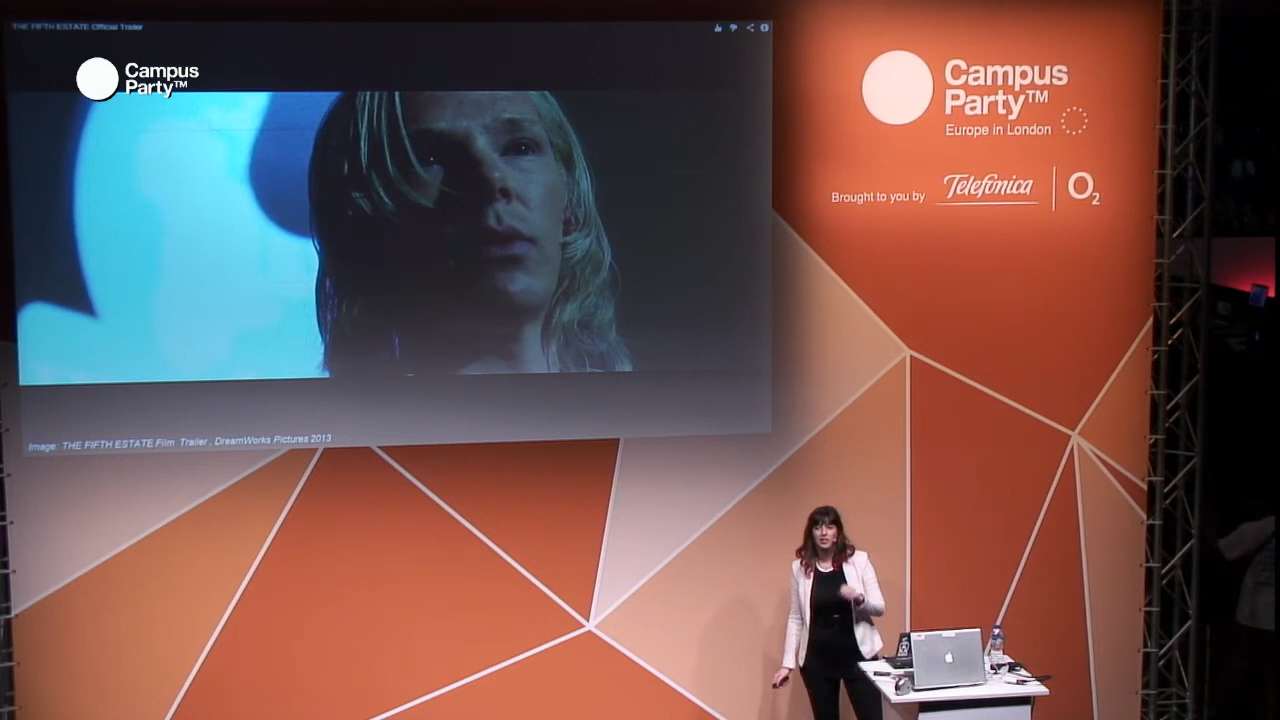 THE FIFTH ESTATE Official Trailer
Campus
Party™
Campus
Party™
Europe in London
Brought to you by
Telefónica
O2
Image: THE FIFTH ESTATE Film Trailer, DreamWorks Pictures 2013